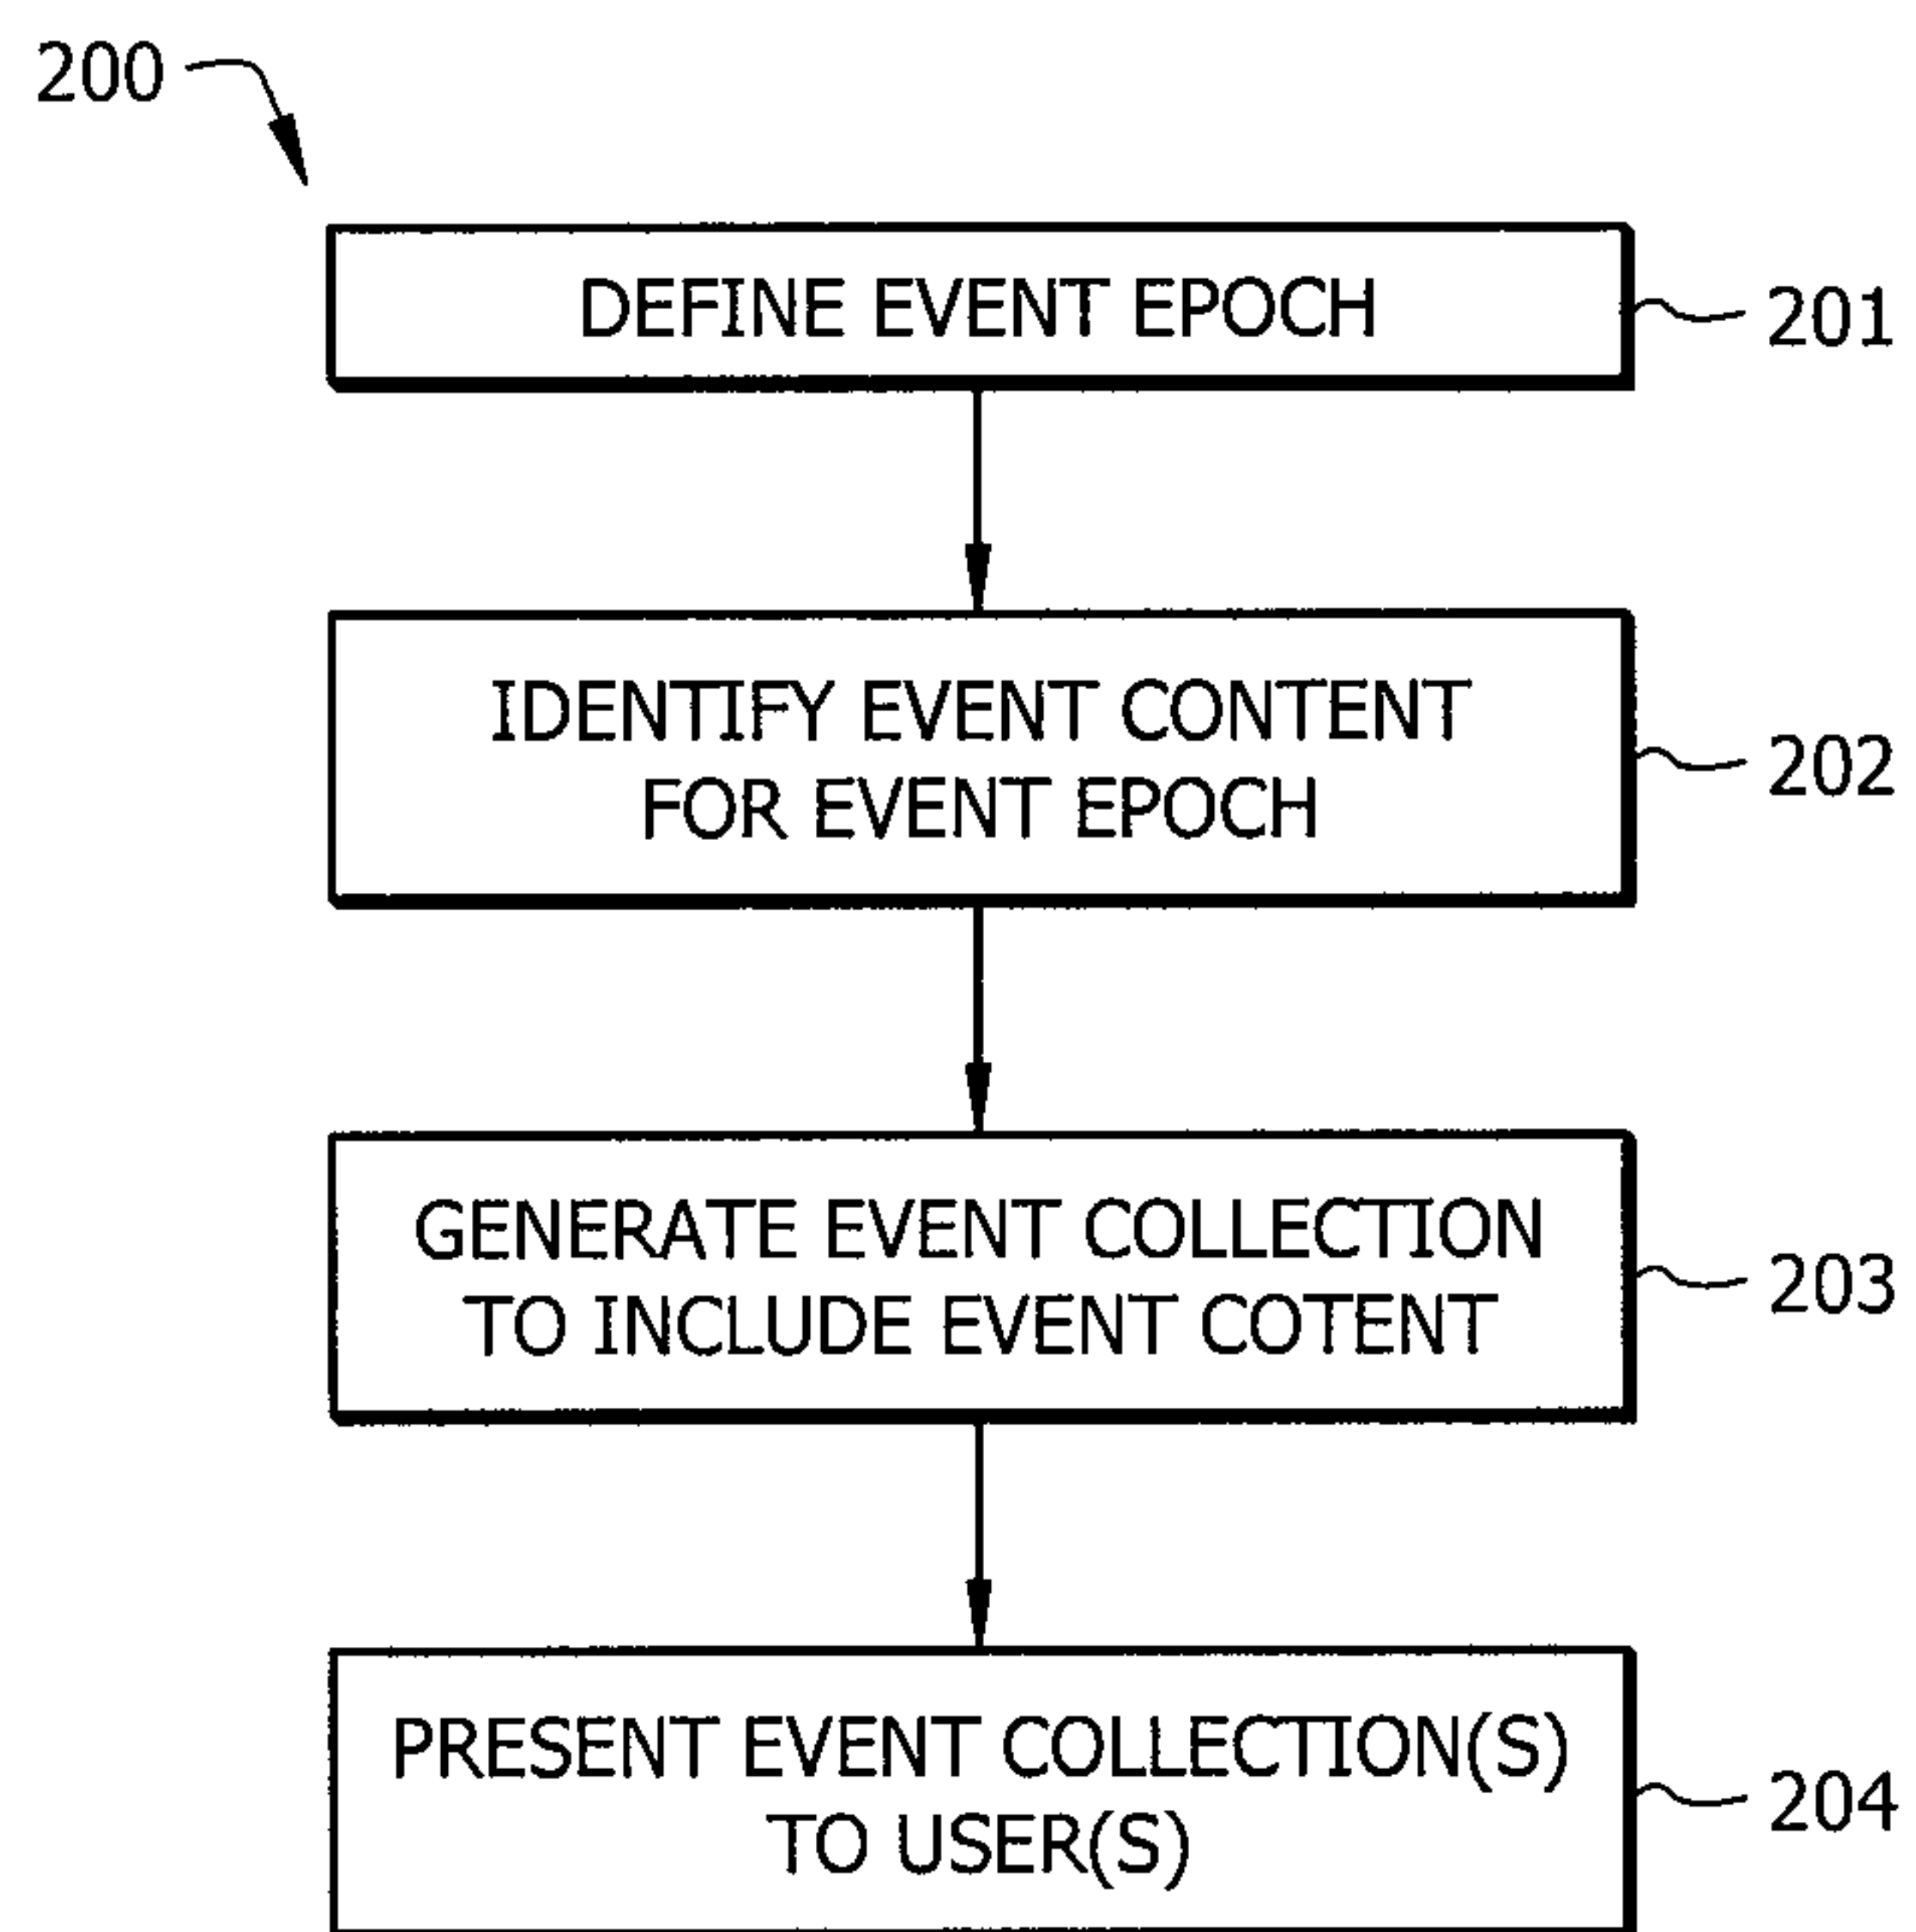 200
DEFINE EVENT EPOCH
201
IDENTIFY EVENT CONTENT
FOR EVENT EPOCH
202
GENERATE EVENT COLLECTION
TO INCLUDE EVENT COTENT
203
PRESENT EVENT COLLECTION(S)
TO USER(S)
204